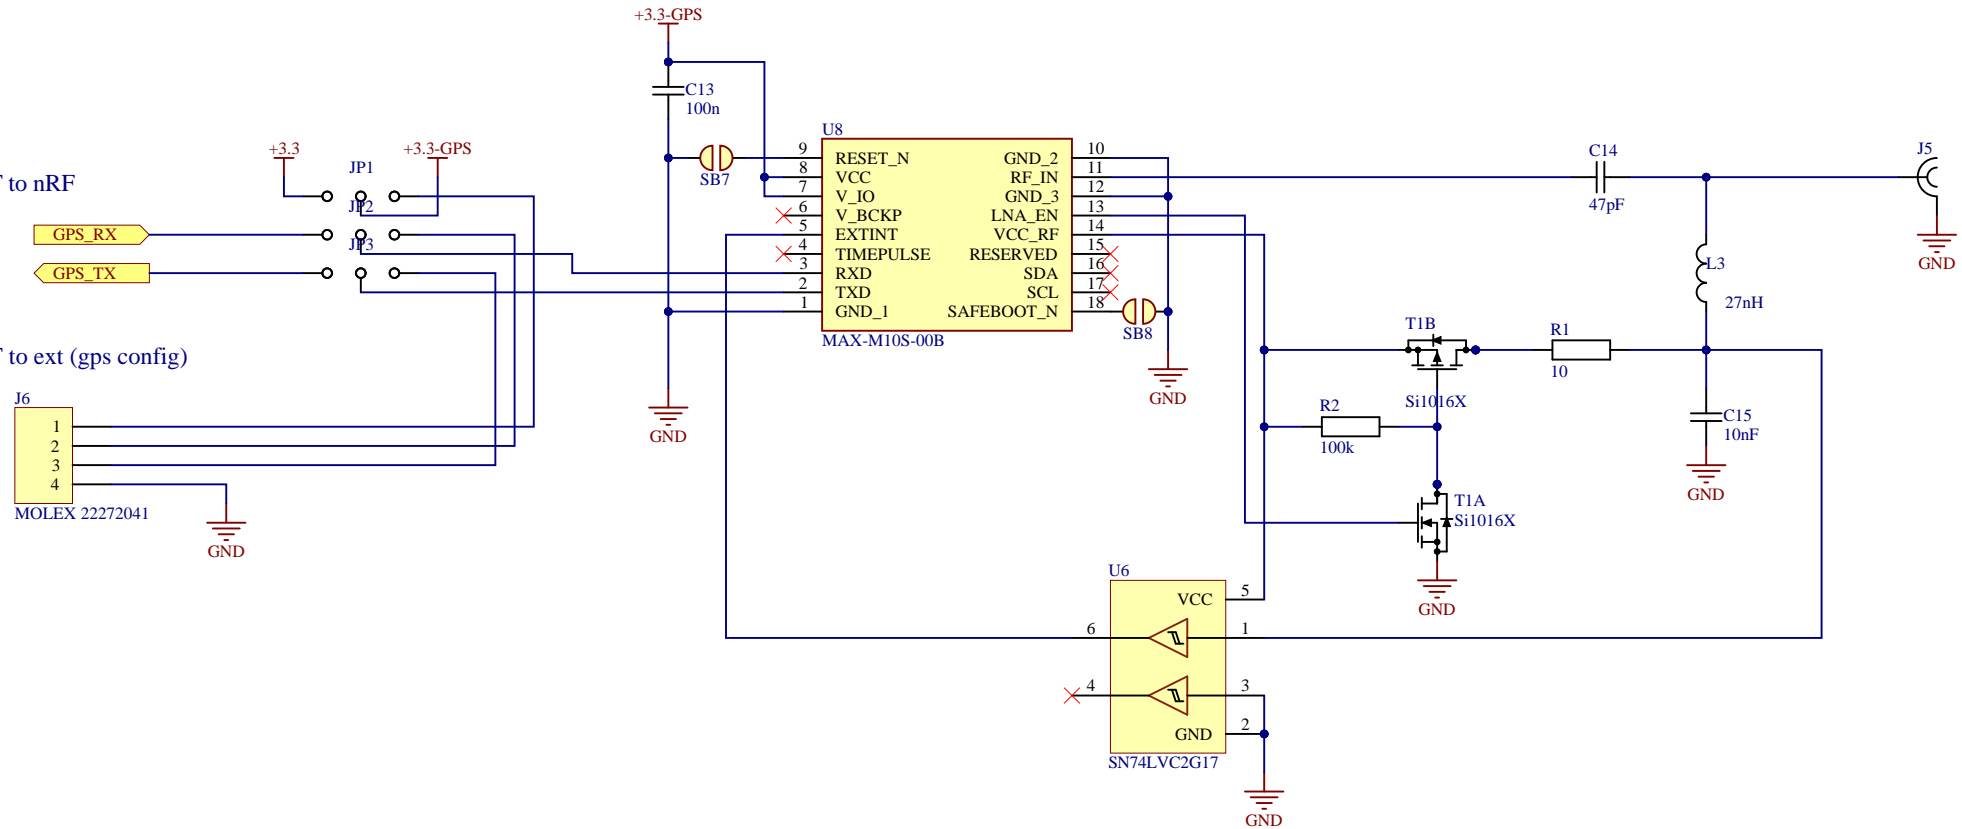 +3.3-GPS
C13
100n
+3.3
JP1
+3.3-GPS
to nRF
JP2
GPS_RX
JP3
GPS_TX
to ext (gps config)
J6
1
2
3
4
MOLEX 22272041
GND
SB7
GND
U8
9 RESET_N
8 VCC
7 V_IO
6 V_BCKP
5 EXTINT
4 TIMEPULSE
3 RXD
2 TXD
1 GND_1
GND_2 10
RF_IN 11
GND_3 12
LNA_EN 13
VCC_RF 14
RESERVED 15
SDA 16
SCL 17
SAFEBOOT_N 18
MAX-M10S-00B
SB8
GND
C14
47pF
J5
GND
L3
27nH
T1B
Si1016X
R1
10
R2
100k
C15
10nF
GND
T1A
Si1016X
GND
U6
VCC 5
6 1
4 3
GND 2
SN74LVC2G17
GND